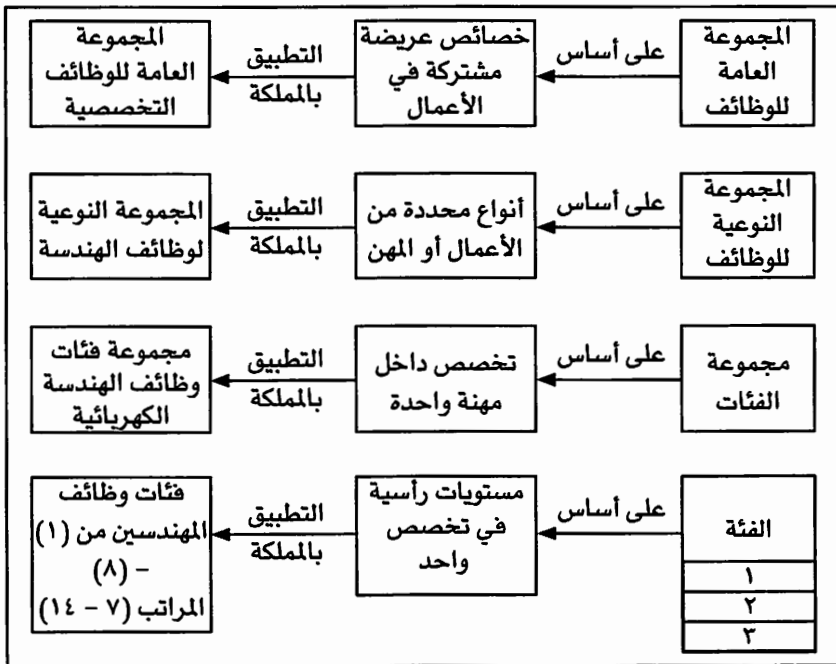 المجموعة
العامة
للوظائف
على أساس
خصائص عريضة
مشتركة في
الأعمال
التطبيق
بالمملكة
المجموعة
العامة للوظائف
التخصصية
المجموعة
النوعية
للوظائف
على أساس
أنواع محددة من
الأعمال أو المهن
التطبيق
بالمملكة
المجموعة النوعية
لوظائف الهندسة
مجموعة
الفئات
على أساس
تخصص داخل
مهنة واحدة
التطبيق
بالمملكة
مجموعة فئات
وظائف الهندسة
الكهربائية
الفئة
١
٢
٣
على أساس
مستويات رأسية
في تخصص
واحد
التطبيق
بالمملكة
فئات وظائف
المهندسين من (١)
– (٨)
المراتب (٧ – ١٤)